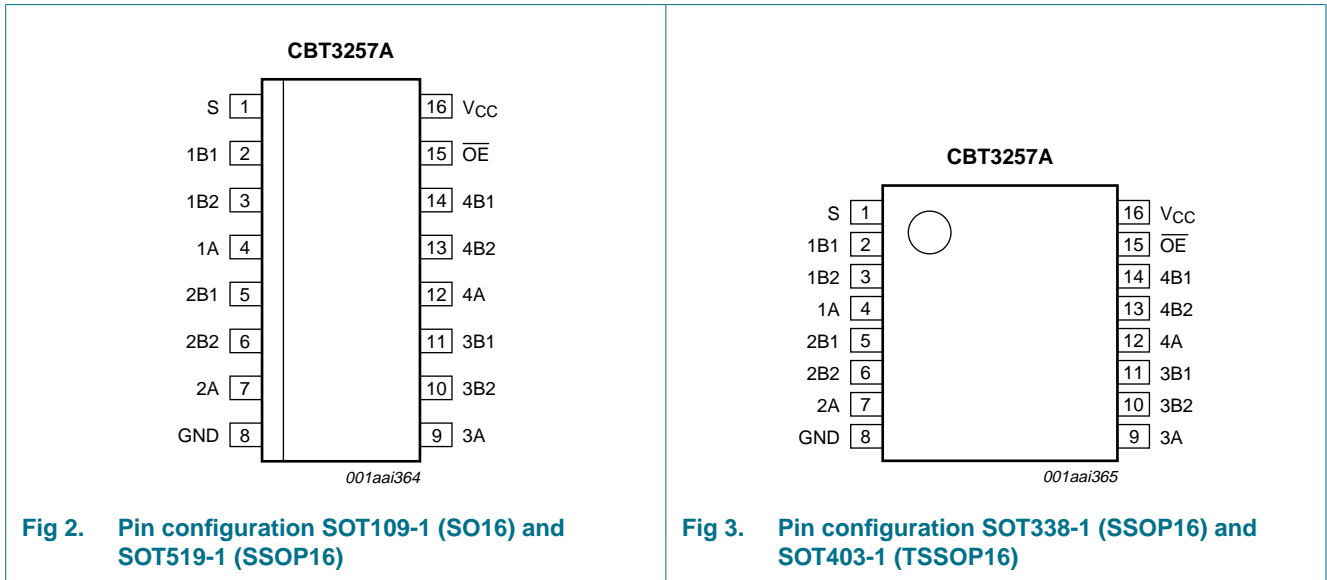 CBT3257A
S 1 16 VCC
1B1 2 15 OE
1B2 3 14 4B1
1A 4 13 4B2
2B1 5 12 4A
2B2 6 11 3B1
2A 7 10 3B2
GND 8 9 3A
001aai364
Fig 2. Pin configuration SOT109-1 (SO16) and
SOT519-1 (SSOP16)
CBT3257A
S 1 16 VCC
1B1 2 15 OE
1B2 3 14 4B1
1A 4 13 4B2
2B1 5 12 4A
2B2 6 11 3B1
2A 7 10 3B2
GND 8 9 3A
001aai365
Fig 3. Pin configuration SOT338-1 (SSOP16) and
SOT403-1 (TSSOP16)